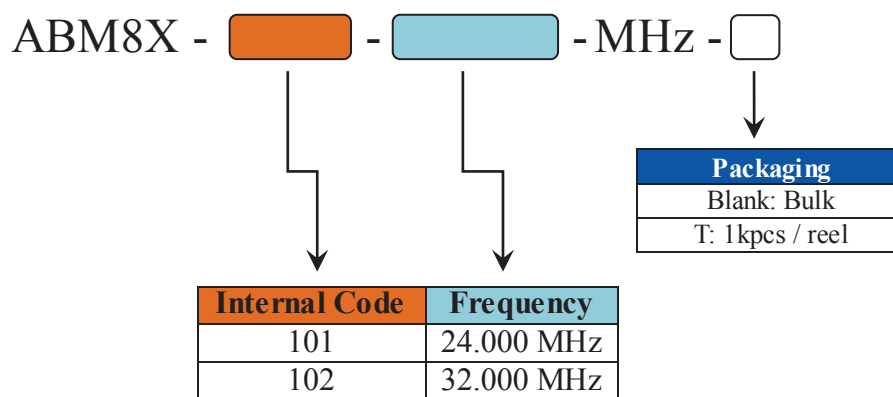 ABM8X - - - MHz -
Packaging
Blank: Bulk
T: 1kpcs / reel
Internal Code Frequency
101 24.000 MHz
102 32.000 MHz